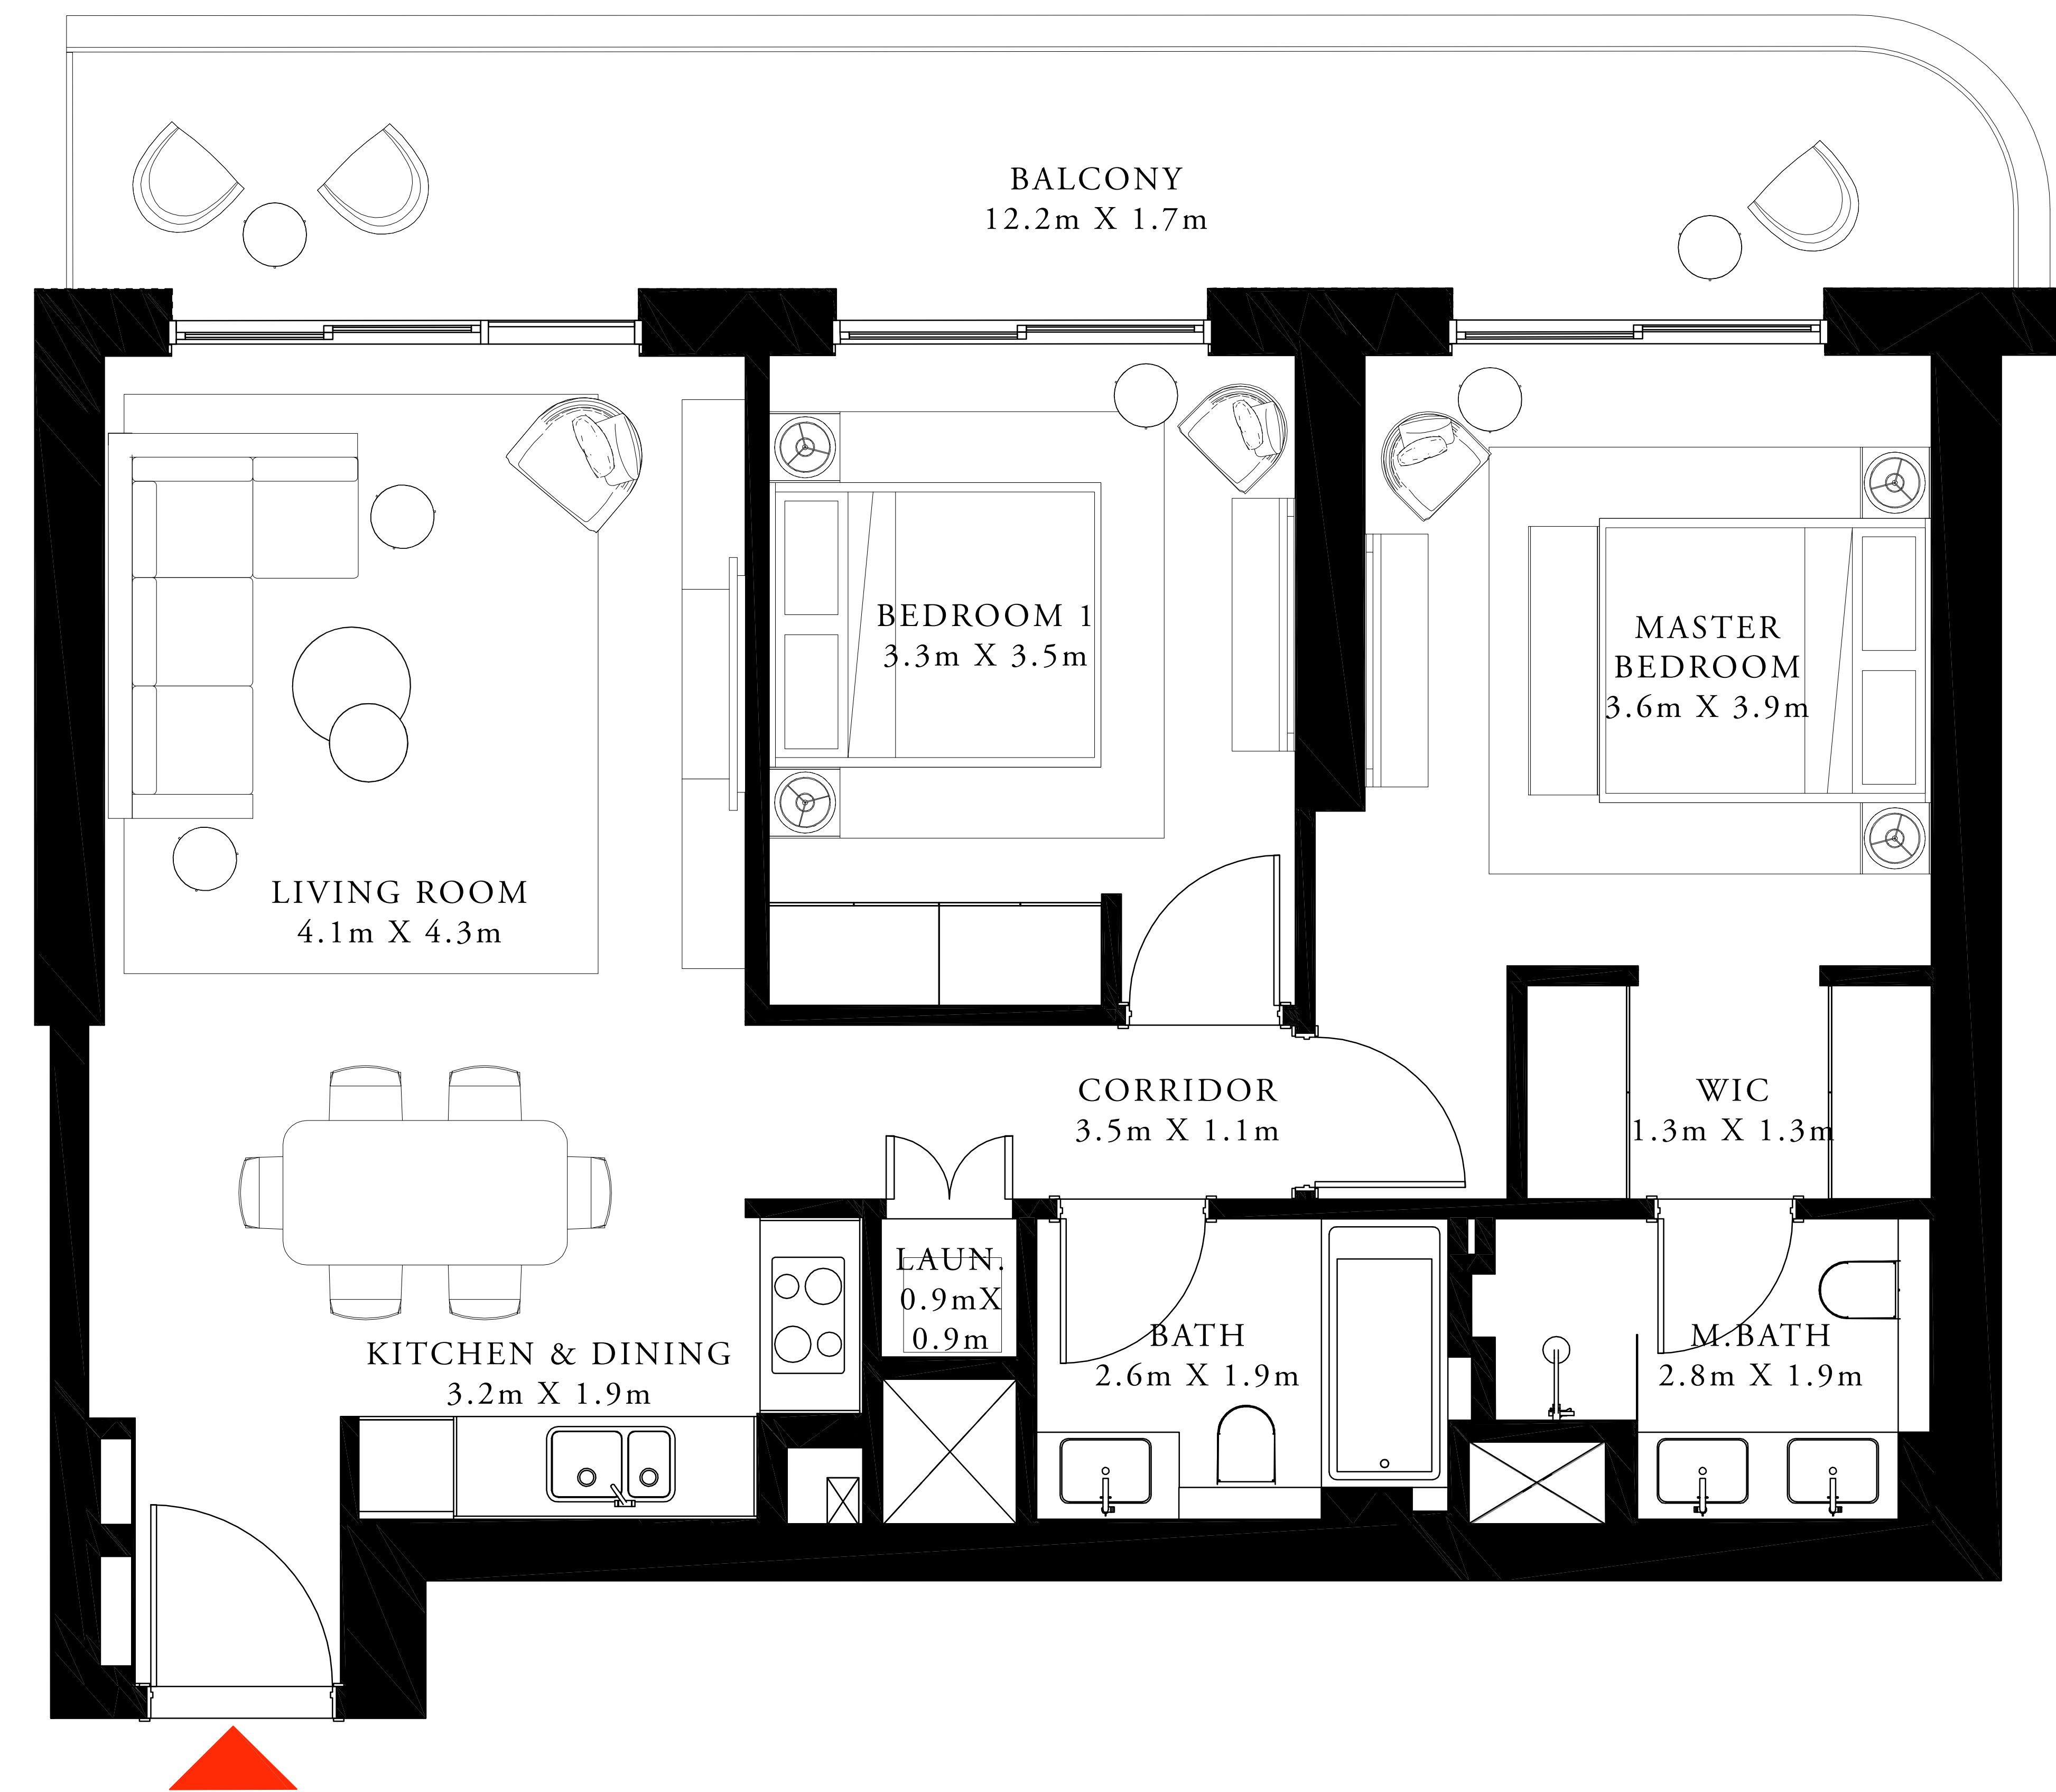 BALCONY
12.2m X 1.7m
BEDROOM 1
3.3m X 3.5m
MASTER
BEDROOM
3.6m X 3.9m
LIVING ROOM
4.1m X 4.3m
CORRIDOR
3.5m X 1.1m
WIC
1.3m X 1.3m
LAUN.
0.9mX
0.9m
BATH
2.6m X 1.9m
M.BATH
2.8m X 1.9m
KITCHEN & DINING
3.2m X 1.9m